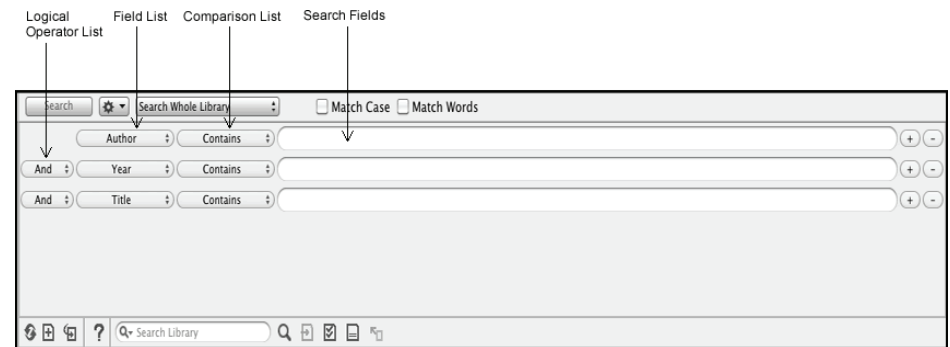 Logical
Operator List
Field List
Comparison List
Search Fields
Search
Search Whole Library
Match Case
Match Words
Author
Contains
+
-
And
Year
Contains
+
-
And
Title
Contains
+
-
?
Search Library